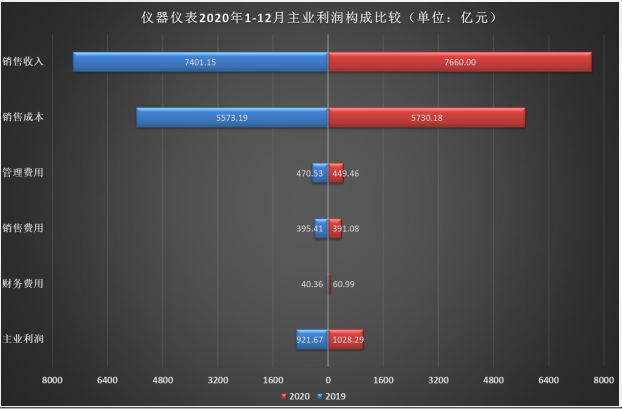 仪器仪表2020年1-12月主业利润构成比较（单位：亿元）
销售收入 7401.15 7660.00
销售成本 5573.19 5730.18
管理费用 470.53 449.46
销售费用 395.41 391.08
财务费用 40.36 60.99
主业利润 921.67 1028.29
8000 6400 4800 3200 1600 0 1600 3200 4800 6400 8000
2020 2019